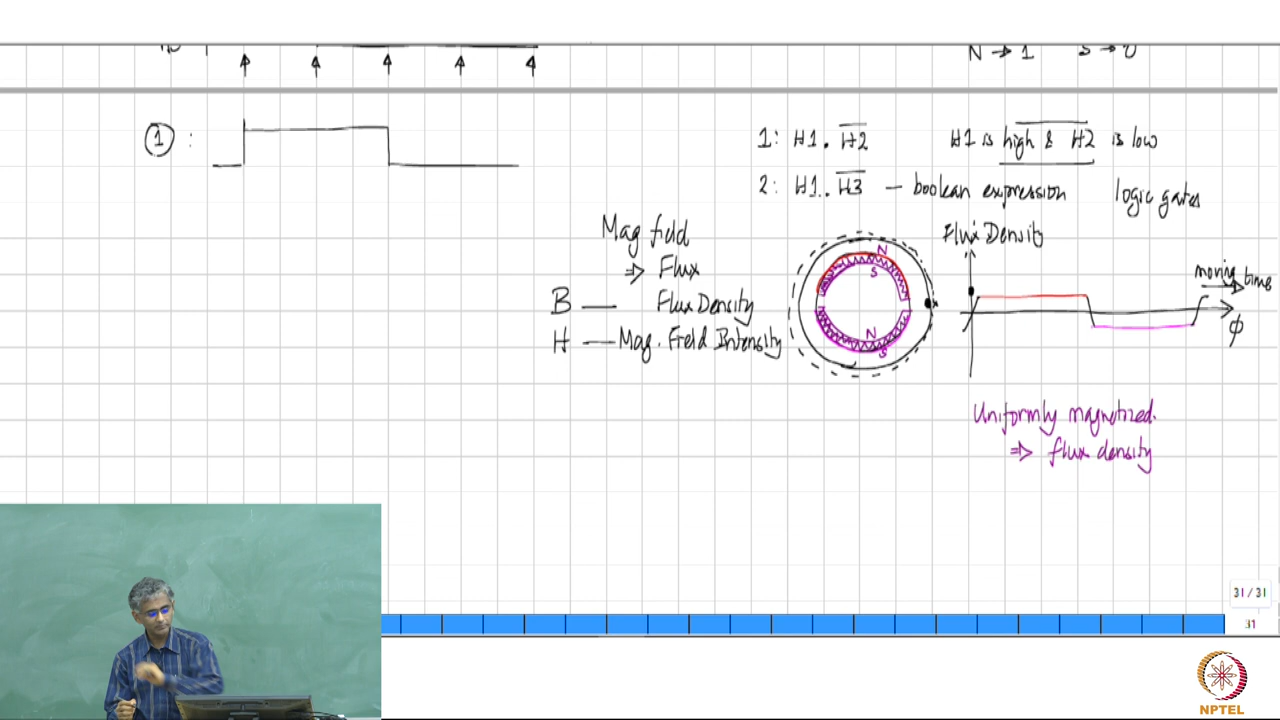 N → 1 S → 0
1 :
1: H1 . H2̅ H1 is high & H2̅ is low
2: H1 . H3̅ — boolean expression logic gates
Mag field
⇒ Flux
B — Flux Density
H — Mag. Field Intensity
N
S
N
S
Flux Density
moving time
φ
Uniformly magnetized.
⇒ flux density
31 / 31
31
NPTEL